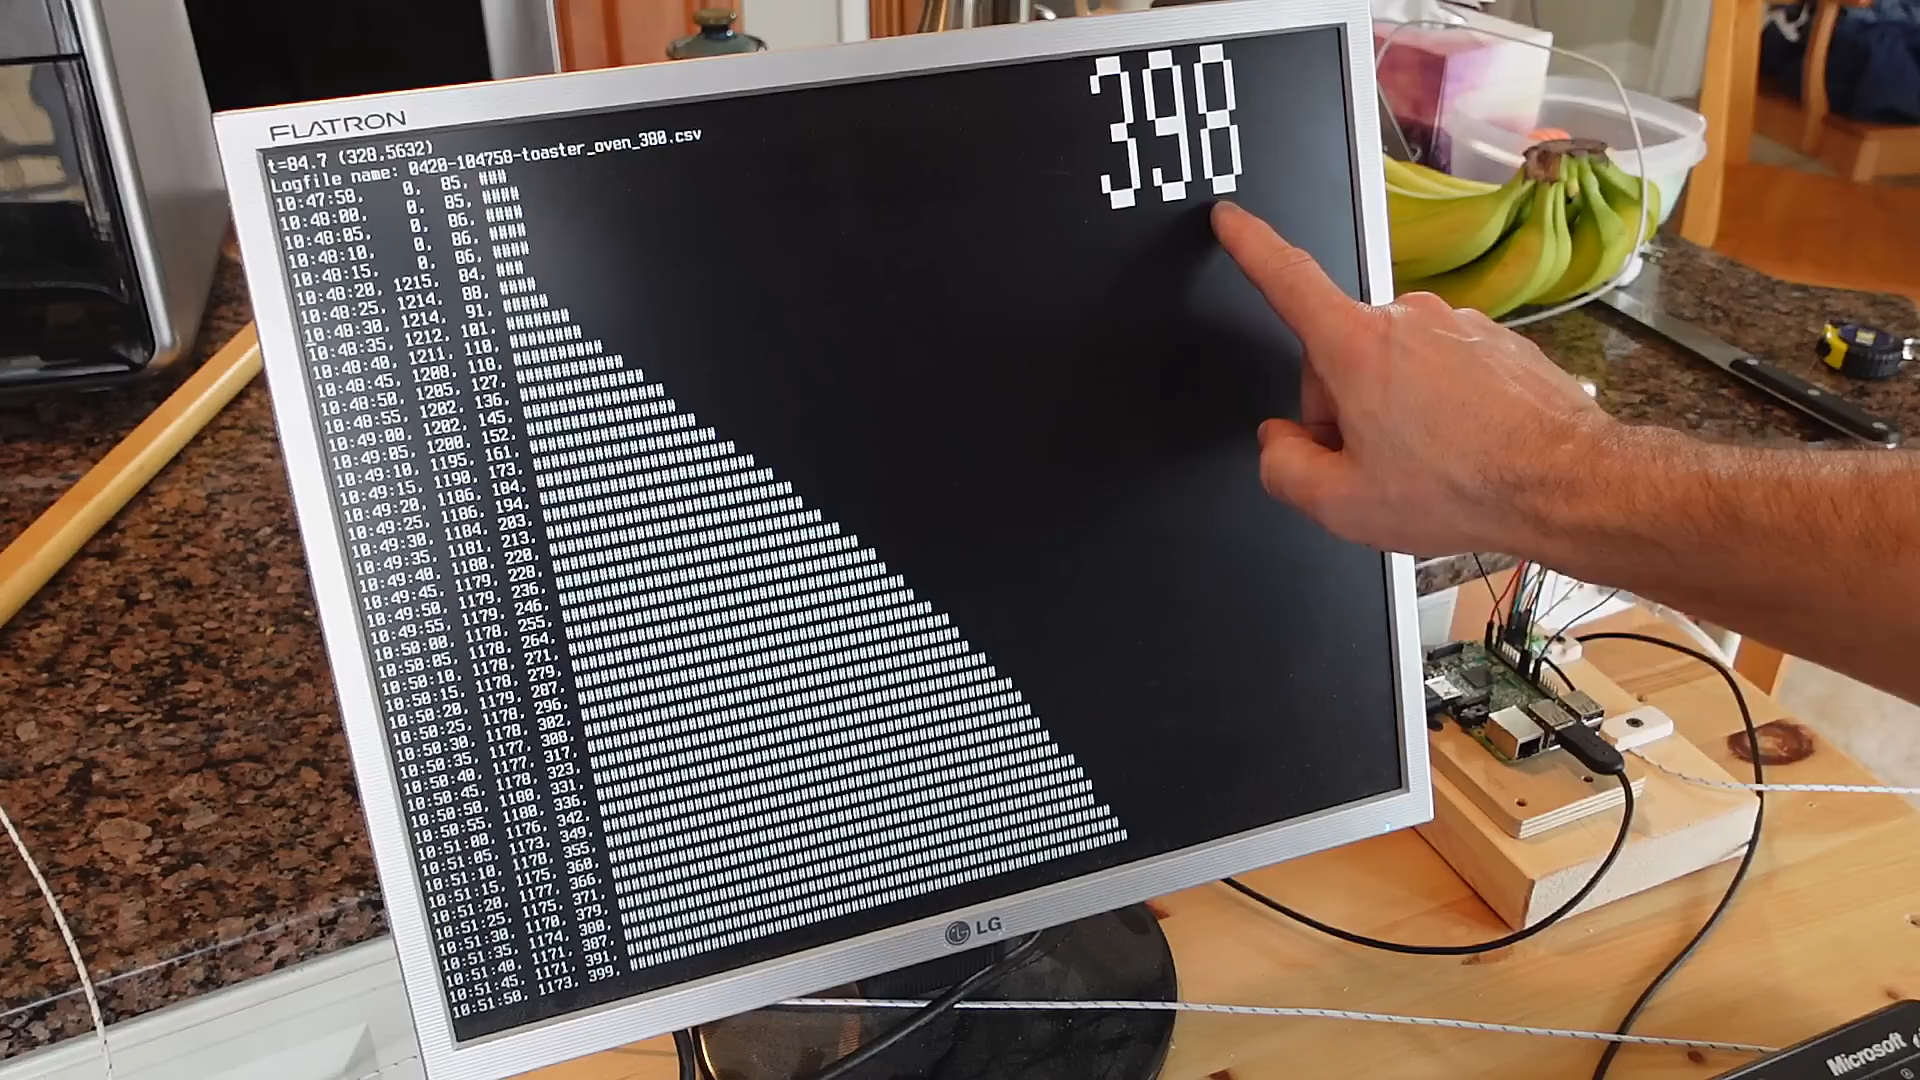 FLATRON
t=84.7 (328,5632)
398
Logfile name: 0420-104758-toaster_oven_380.csv
10:47:58, 0, 85,
10:48:00, 0, 85,
10:48:05, 0, 86,
10:48:10, 0, 86,
10:48:15, 0, 86,
10:48:20, 1215, 84,
10:48:25, 1214, 88,
10:48:30, 1214, 91,
10:48:35, 1212, 101,
10:48:40, 1211, 110,
10:48:45, 1208, 118,
10:48:50, 1205, 127,
10:48:55, 1202, 136,
10:49:00, 1202, 145,
10:49:05, 1200, 152,
10:49:10, 1195, 161,
10:49:15, 1190, 173,
10:49:20, 1186, 184,
10:49:25, 1186, 194,
10:49:30, 1184, 203,
10:49:35, 1181, 213,
10:49:40, 1180, 220,
10:49:45, 1179, 228,
10:49:50, 1179, 236,
10:49:55, 1179, 246,
10:50:00, 1178, 255,
10:50:05, 1178, 264,
10:50:10, 1178, 271,
10:50:15, 1178, 279,
10:50:20, 1179, 287,
10:50:25, 1178, 296,
10:50:30, 1178, 302,
10:50:35, 1177, 308,
10:50:40, 1177, 317,
10:50:45, 1178, 323,
10:50:50, 1180, 331,
10:50:55, 1180, 336,
10:51:00, 1176, 342,
10:51:05, 1173, 349,
10:51:10, 1178, 355,
10:51:15, 1175, 360,
10:51:20, 1177, 366,
10:51:25, 1175, 371,
10:51:30, 1170, 379,
10:51:35, 1174, 380,
10:51:40, 1171, 387,
10:51:45, 1171, 391,
10:51:50, 1173, 399,
LG
Microsoft